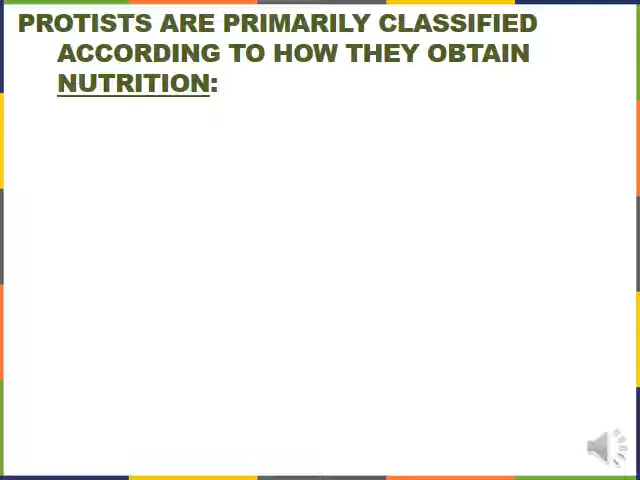 PROTISTS ARE PRIMARILY CLASSIFIED
ACCORDING TO HOW THEY OBTAIN
NUTRITION: